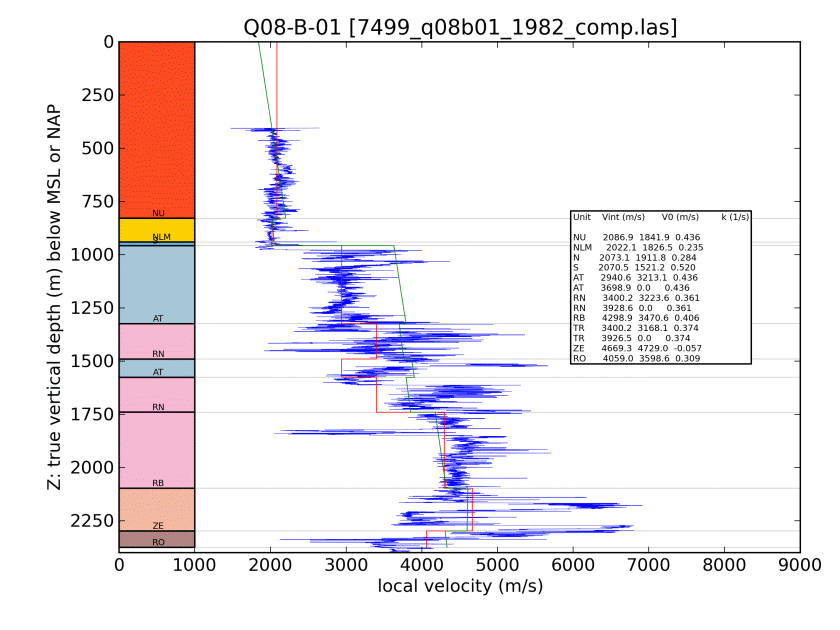 Q08-B-01 [7499_q08b01_1982_comp.las]
Z: true vertical depth (m) below MSL or NAP
0
250
500
750
1000
1250
1500
1750
2000
2250
NU
NLM
S
AT
RN
AT
RN
RB
ZE
RO
Unit Vint (m/s) V0 (m/s) k (1/s)
NU 2086.9 1841.9 0.436
NLM 2022.1 1826.5 0.235
N 2073.1 1911.8 0.284
S 2070.5 1521.2 0.520
AT 2940.6 3213.1 0.436
AT 3698.9 0.0 0.436
RN 3400.2 3223.6 0.361
RN 3928.6 0.0 0.361
RB 4298.9 3470.6 0.406
TR 3400.2 3168.1 0.374
TR 3926.5 0.0 0.374
ZE 4669.3 4729.0 -0.057
RO 4059.0 3598.6 0.309
0 1000 2000 3000 4000 5000 6000 7000 8000 9000
local velocity (m/s)